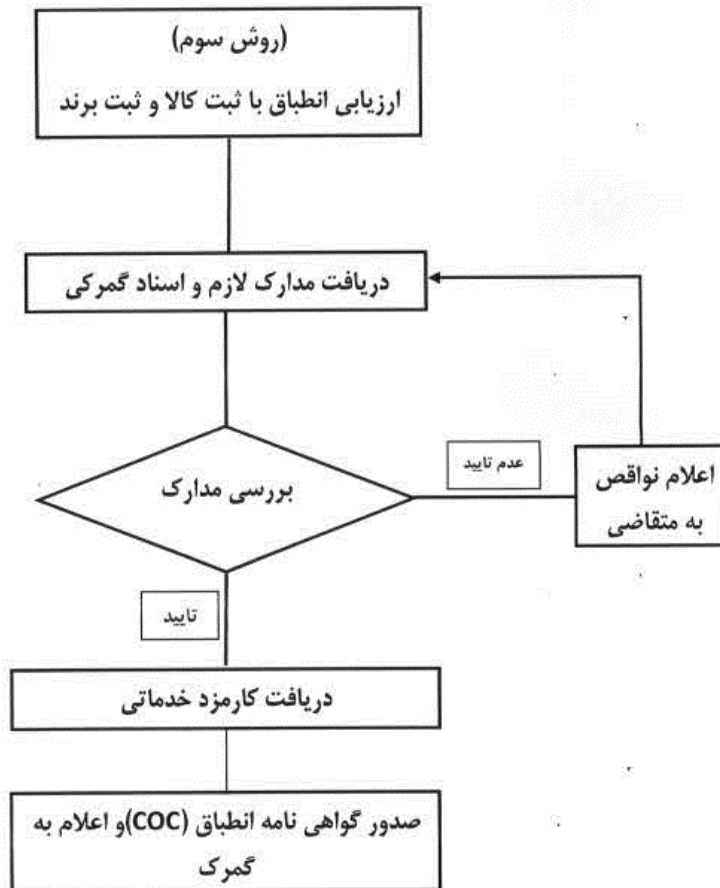 (روش سوم)
ارزیابی انطباق با ثبت کالا و ثبت برند
دریافت مدارک لازم و اسناد گمرکی
بررسی مدارک
عدم تایید
اعلام نواقص
به متقاضی
تایید
دریافت کارمزد خدماتی
صدور گواهی نامه انطباق (COC)و اعلام به
گمرک